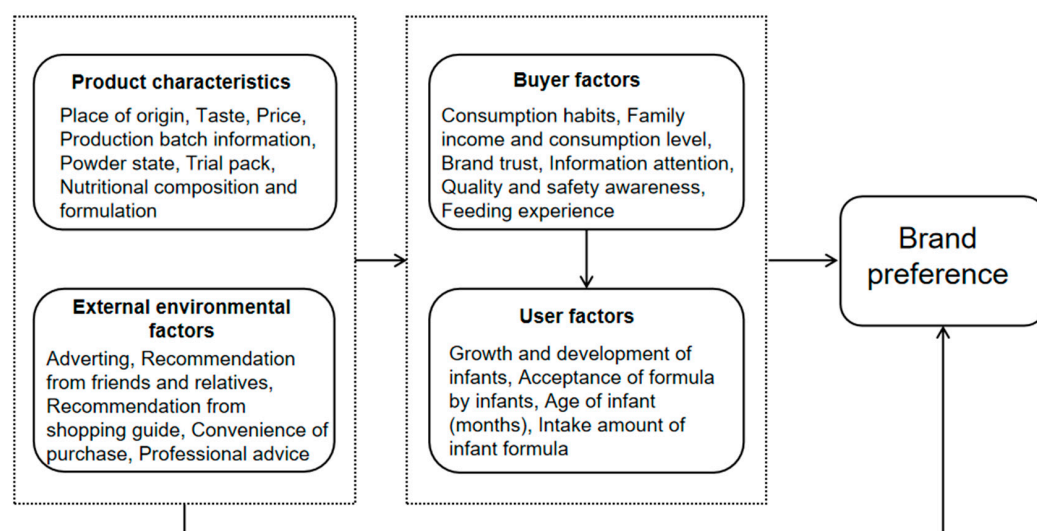 Product characteristics
Place of origin, Taste, Price,
Production batch information,
Powder state, Trial pack,
Nutritional composition and
formulation
External environmental
factors
Adverting, Recommendation
from friends and relatives,
Recommendation from
shopping guide, Convenience of
purchase, Professional advice
Buyer factors
Consumption habits, Family
income and consumption level,
Brand trust, Information attention,
Quality and safety awareness,
Feeding experience
User factors
Growth and development of
infants, Acceptance of formula
by infants, Age of infant
(months), Intake amount of
infant formula
Brand
preference